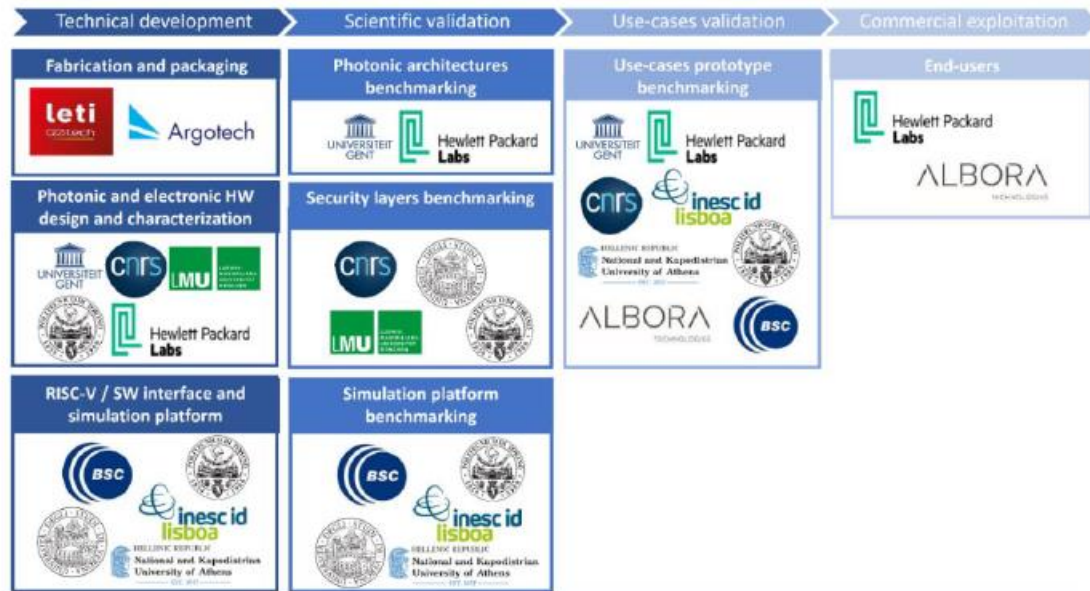 Technical development
Scientific validation
Use-cases validation
Commercial exploitation
Fabrication and packaging
leti
Argotech
Photonic and electronic HW
design and characterization
UNIVERSITEIT
GENT
cnrs
LMU
Hewlett Packard
Labs
RISC-V / SW interface and
simulation platform
BSC
inesc id
lisboa
HELLENIC REPUBLIC
National and Kapodistrian
University of Athens
Photonic architectures
benchmarking
UNIVERSITEIT
GENT
Hewlett Packard
Labs
Security layers benchmarking
cnrs
LMU
Simulation platform
benchmarking
BSC
inesc id
lisboa
HELLENIC REPUBLIC
National and Kapodistrian
University of Athens
Use-cases prototype
benchmarking
UNIVERSITEIT
GENT
Hewlett Packard
Labs
cnrs
inesc id
lisboa
HELLENIC REPUBLIC
National and Kapodistrian
University of Athens
ALBORA
TECHNOLOGIES
BSC
End-users
Hewlett Packard
Labs
ALBORA
TECHNOLOGIES